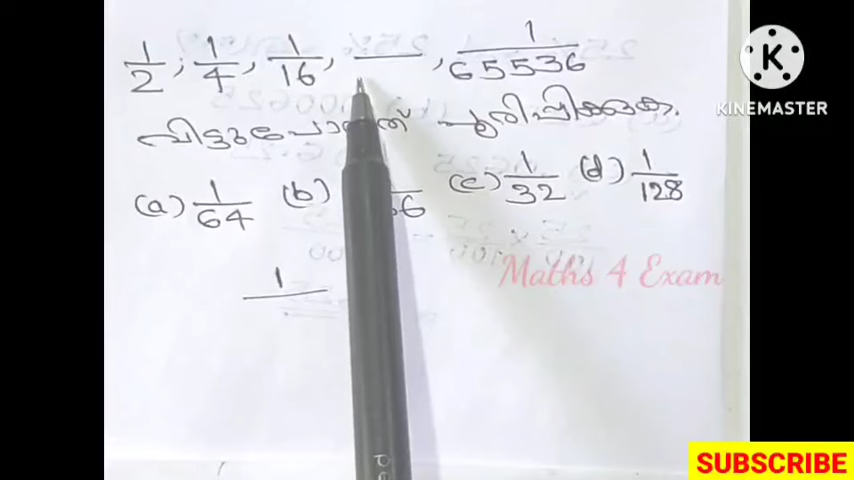 1/2, 1/4, 1/16, __, 1/65536
വിട്ടുപോയത് പൂരിപ്പിക്കുക.
(a) 1/64 (b) (c) 1/32 (d) 1/128
1
Maths 4 Exam
KINEMASTER
SUBSCRIBE